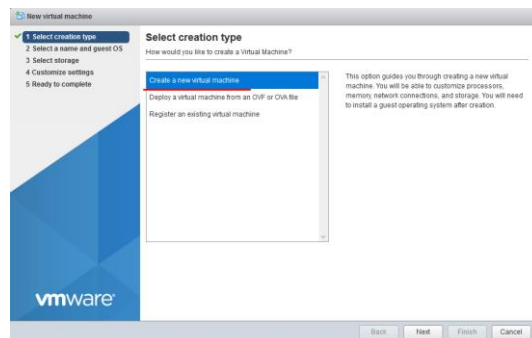 New virtual machine
1 Select creation type
2 Select a name and guest OS
3 Select storage
4 Customize settings
5 Ready to complete
Select creation type
How would you like to create a Virtual Machine?
Create a new virtual machine
Deploy a virtual machine from an OVF or OVA file
Register an existing virtual machine
This option guides you through creating a new virtual
machine. You will be able to customize processors,
memory, network connections, and storage. You will need
to install a guest operating system after creation.
vmware
Back
Next
Finish
Cancel